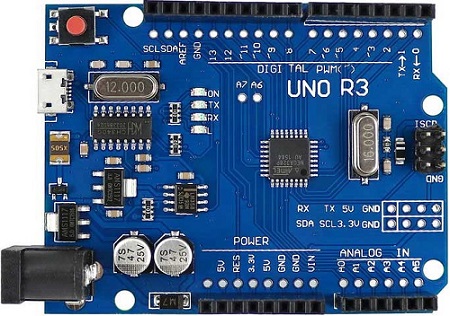 SCL
SDA
AREF
GND
13
12
~11
~10
~9
8
7
~6
~5
4
~3
2
TX→1
RX←0
DIGITAL PWM(~)
ON
TX
RX
L
A7 A6
UNO R3
12.000
16.000
ICSP
GND
RX TX 5V GND
SDA SCL 3.3V GND
47
25V
47
25V
M7
POWER
5V
RES
3.3V
5V
GND
GND
VIN
ANALOG IN
A0
A1
A2
A3
A4
A5